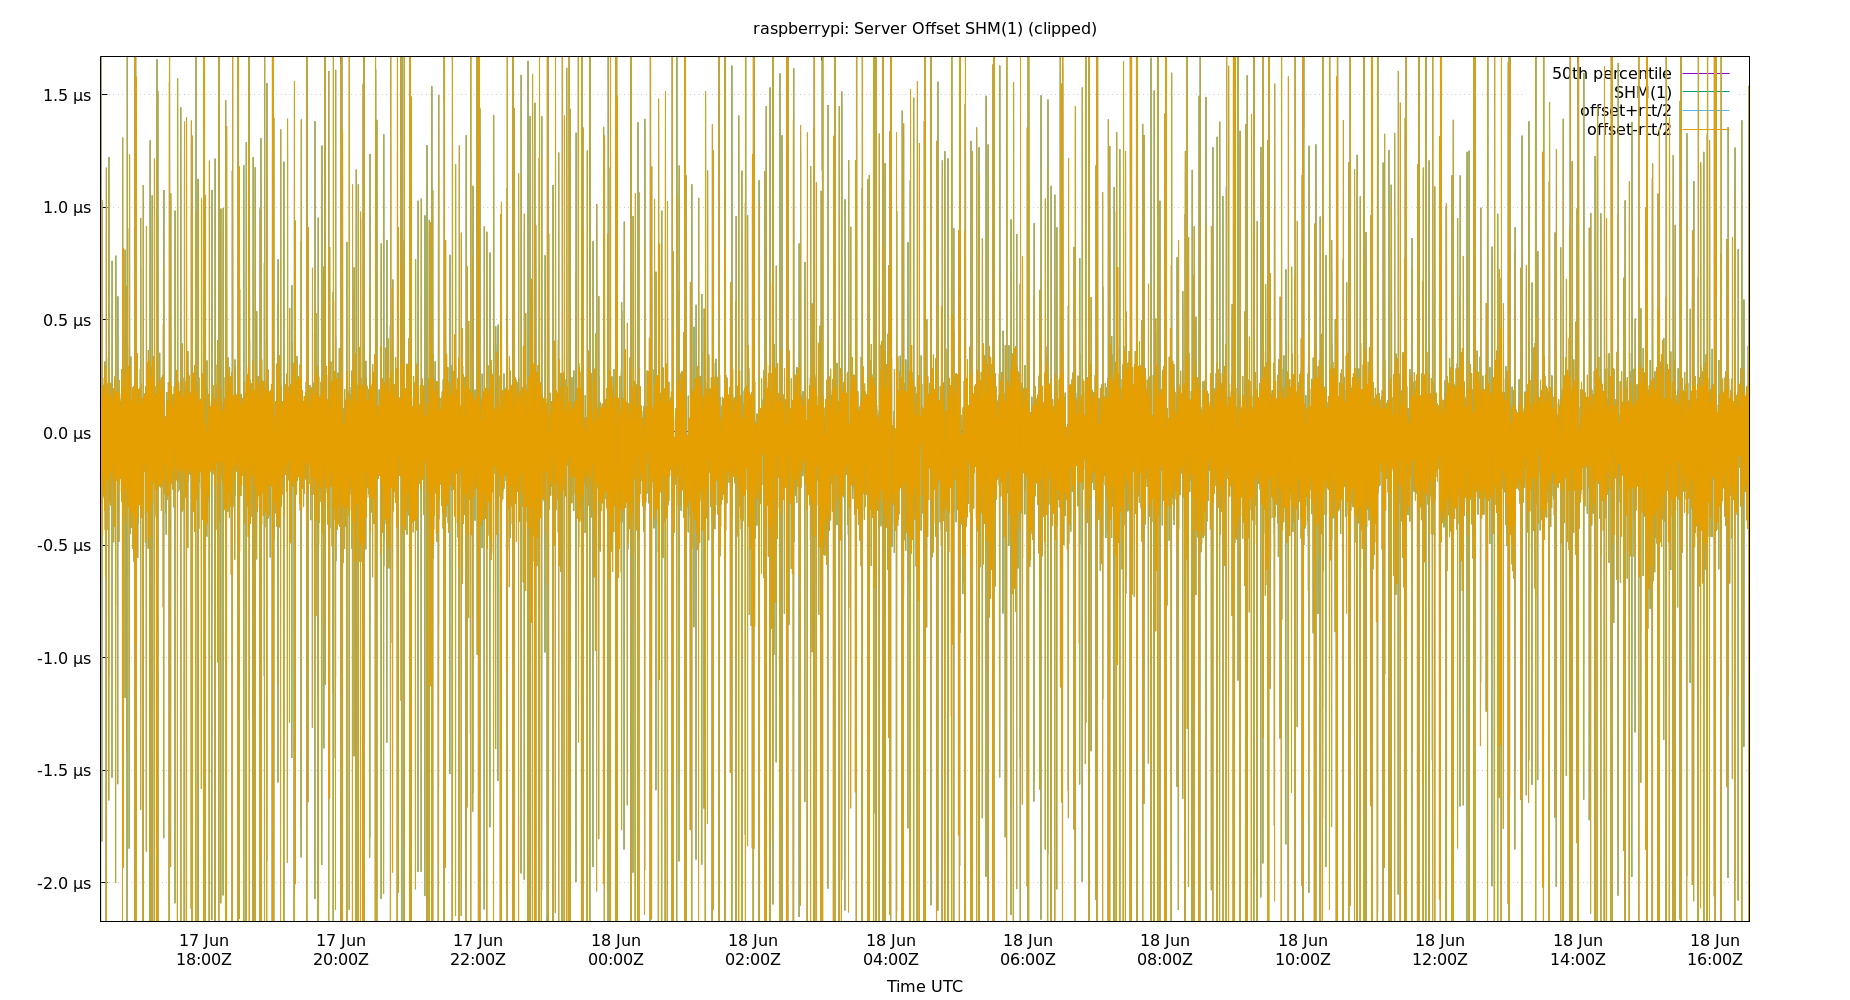 raspberrypi: Server Offset SHM(1) (clipped)
50th percentile
SHM(1)
offset+rtt/2
offset-rtt/2
1.5 µs
1.0 µs
0.5 µs
0.0 µs
-0.5 µs
-1.0 µs
-1.5 µs
-2.0 µs
17 Jun 17 Jun 17 Jun 18 Jun 18 Jun 18 Jun 18 Jun 18 Jun 18 Jun 18 Jun 18 Jun 18 Jun
18:00Z 20:00Z 22:00Z 00:00Z 02:00Z 04:00Z 06:00Z 08:00Z 10:00Z 12:00Z 14:00Z 16:00Z
Time UTC